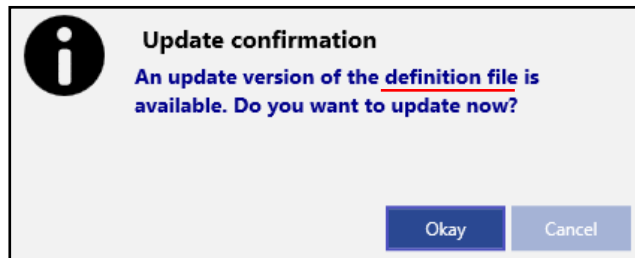 Update confirmation
An update version of the definition file is
available. Do you want to update now?
Okay
Cancel